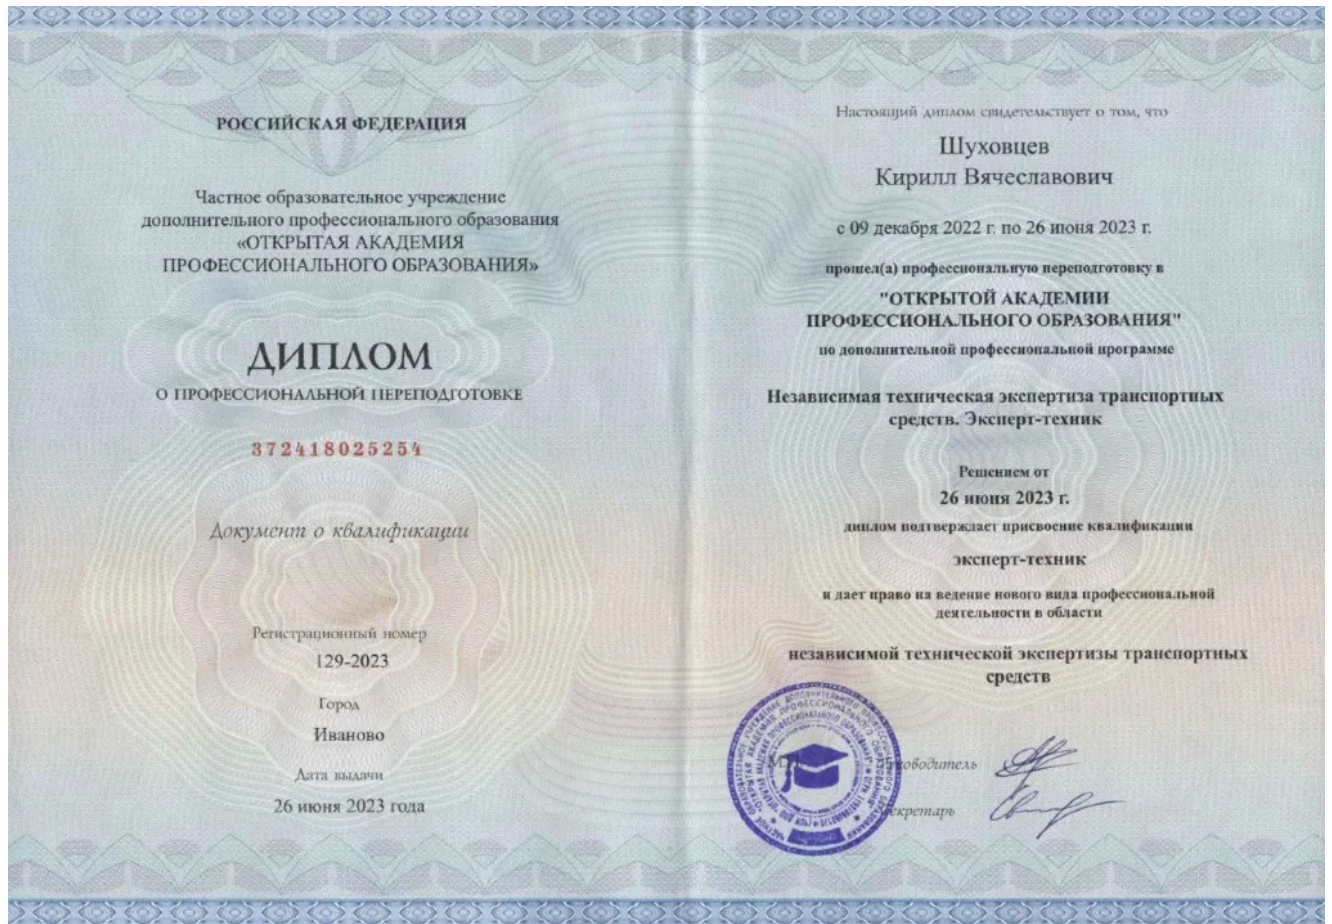 РОССИЙСКАЯ ФЕДЕРАЦИЯ
Частное образовательное учреждение
дополнительного профессионального образования
«ОТКРЫТАЯ АКАДЕМИЯ
ПРОФЕССИОНАЛЬНОГО ОБРАЗОВАНИЯ»
ДИПЛОМ
О ПРОФЕССИОНАЛЬНОЙ ПЕРЕПОДГОТОВКЕ
372418025254
Документ о квалификации
Регистрационный номер
129-2023
Город
Иваново
Дата выдачи
26 июня 2023 года
Настоящий диплом свидетельствует о том, что
Шуховцев
Кирилл Вячеславович
с 09 декабря 2022 г. по 26 июня 2023 г.
прошел(а) профессиональную переподготовку в
"ОТКРЫТОЙ АКАДЕМИИ
ПРОФЕССИОНАЛЬНОГО ОБРАЗОВАНИЯ"
по дополнительной профессиональной программе
Независимая техническая экспертиза транспортных
средств. Эксперт-техник
Решением от
26 июня 2023 г.
диплом подтверждает присвоение квалификации
эксперт-техник
и дает право на ведение нового вида профессиональной
деятельности в области
независимой технической экспертизы транспортных
средств
Руководитель
Секретарь